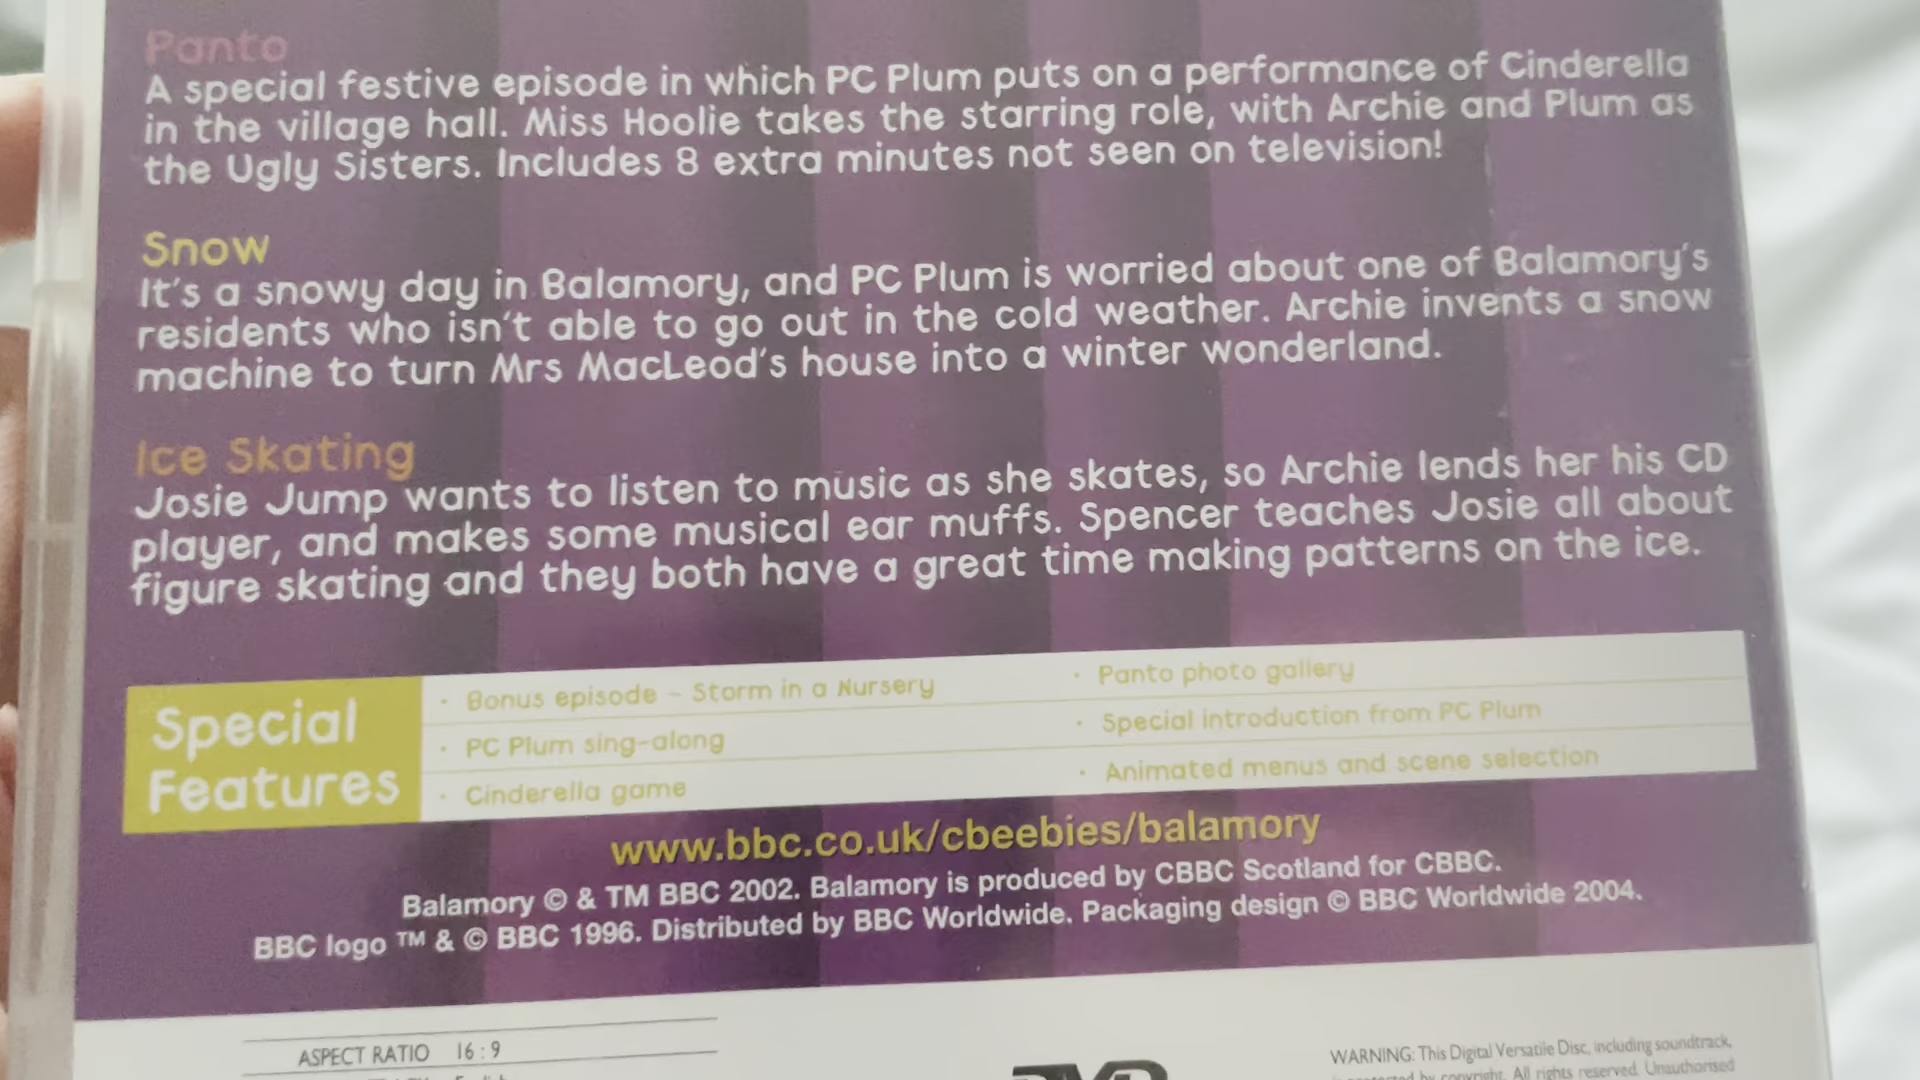 Panto
A special festive episode in which PC Plum puts on a performance of Cinderella
in the village hall. Miss Hoolie takes the starring role, with Archie and Plum as
the Ugly Sisters. Includes 8 extra minutes not seen on television!
Snow
It's a snowy day in Balamory, and PC Plum is worried about one of Balamory's
residents who isn't able to go out in the cold weather. Archie invents a snow
machine to turn Mrs MacLeod's house into a winter wonderland.
Ice Skating
Josie Jump wants to listen to music as she skates, so Archie lends her his CD
player, and makes some musical ear muffs. Spencer teaches Josie all about
figure skating and they both have a great time making patterns on the ice.
Special
Features
· Bonus episode – Storm in a Nursery
· PC Plum sing-along
· Cinderella game
· Panto photo gallery
· Special introduction from PC Plum
· Animated menus and scene selection
www.bbc.co.uk/cbeebies/balamory
Balamory © & TM BBC 2002. Balamory is produced by CBBC Scotland for CBBC.
BBC logo ™ & © BBC 1996. Distributed by BBC Worldwide. Packaging design © BBC Worldwide 2004.
ASPECT RATIO 16:9
DVD
WARNING: This Digital Versatile Disc, including soundtrack,
by copyright. All rights reserved. Unauthorised